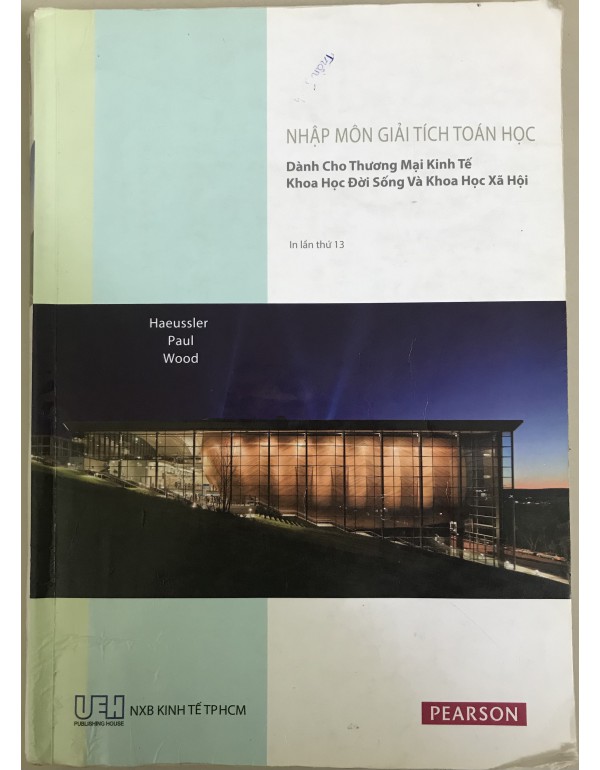 NHẬP MÔN GIẢI TÍCH TOÁN HỌC
Dành Cho Thương Mại Kinh Tế
Khoa Học Đời Sống Và Khoa Học Xã Hội
In lần thứ 13
Haeussler
Paul
Wood
UEH
PUBLISHING HOUSE
NXB KINH TẾ TP HCM
PEARSON